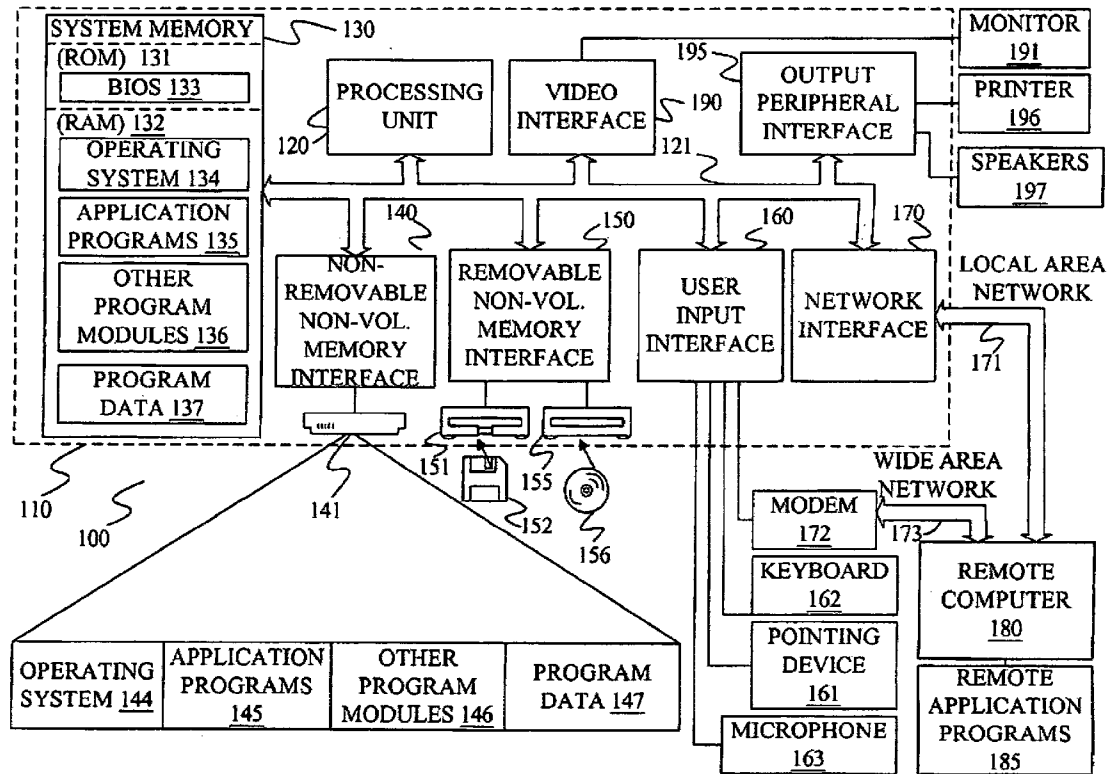 SYSTEM MEMORY
130
(ROM) 131
BIOS 133
(RAM) 132
OPERATING
SYSTEM 134
APPLICATION
PROGRAMS 135
OTHER
PROGRAM
MODULES 136
PROGRAM
DATA 137
PROCESSING
UNIT
120
VIDEO
INTERFACE
190
195
OUTPUT
PERIPHERAL
INTERFACE
121
MONITOR
191
PRINTER
196
SPEAKERS
197
140
NON-
REMOVABLE
NON-VOL.
MEMORY
INTERFACE
150
REMOVABLE
NON-VOL.
MEMORY
INTERFACE
160
USER
INPUT
INTERFACE
170
NETWORK
INTERFACE
LOCAL AREA
NETWORK
171
151
155
152
156
141
110
100
WIDE AREA
NETWORK
173
MODEM
172
KEYBOARD
162
POINTING
DEVICE
161
MICROPHONE
163
REMOTE
COMPUTER
180
REMOTE
APPLICATION
PROGRAMS
185
OPERATING
SYSTEM 144
APPLICATION
PROGRAMS
145
OTHER
PROGRAM
MODULES 146
PROGRAM
DATA 147